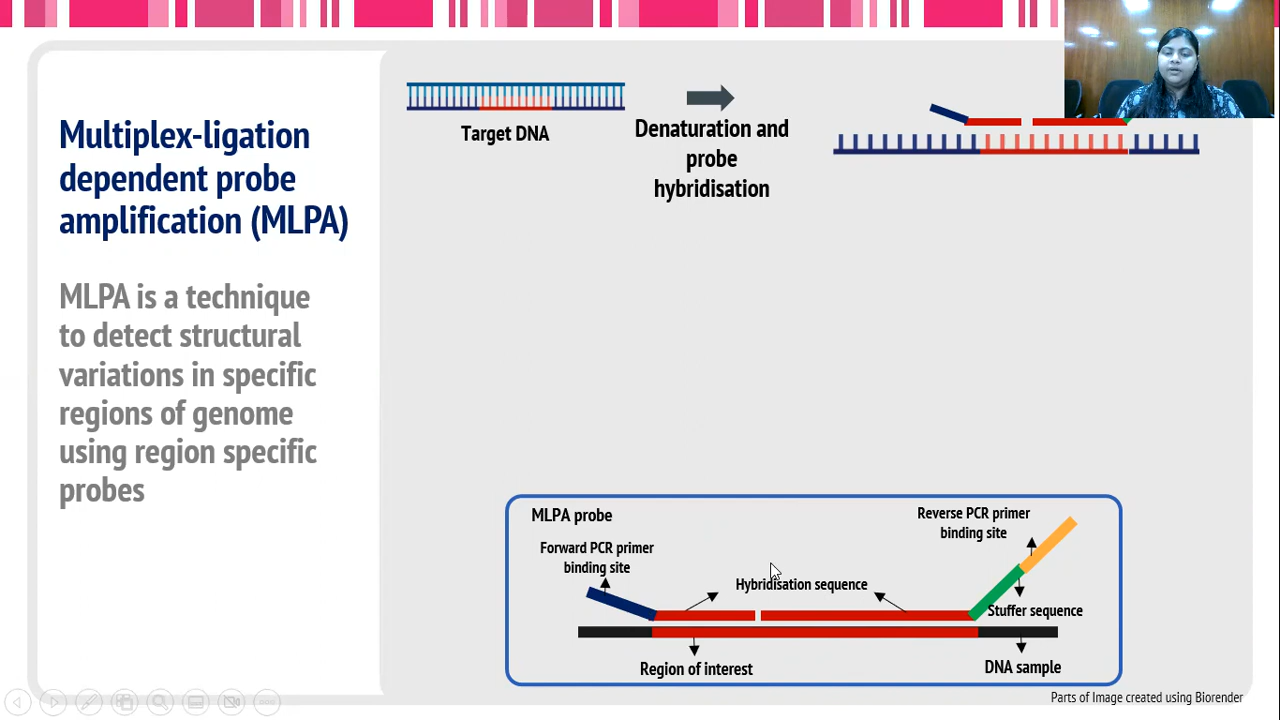 Multiplex-ligation
dependent probe
amplification (MLPA)
MLPA is a technique
to detect structural
variations in specific
regions of genome
using region specific
probes
Target DNA
Denaturation and
probe
hybridisation
MLPA probe
Forward PCR primer
binding site
Hybridisation sequence
Reverse PCR primer
binding site
Stuffer sequence
Region of interest
DNA sample
Parts of Image created using Biorender